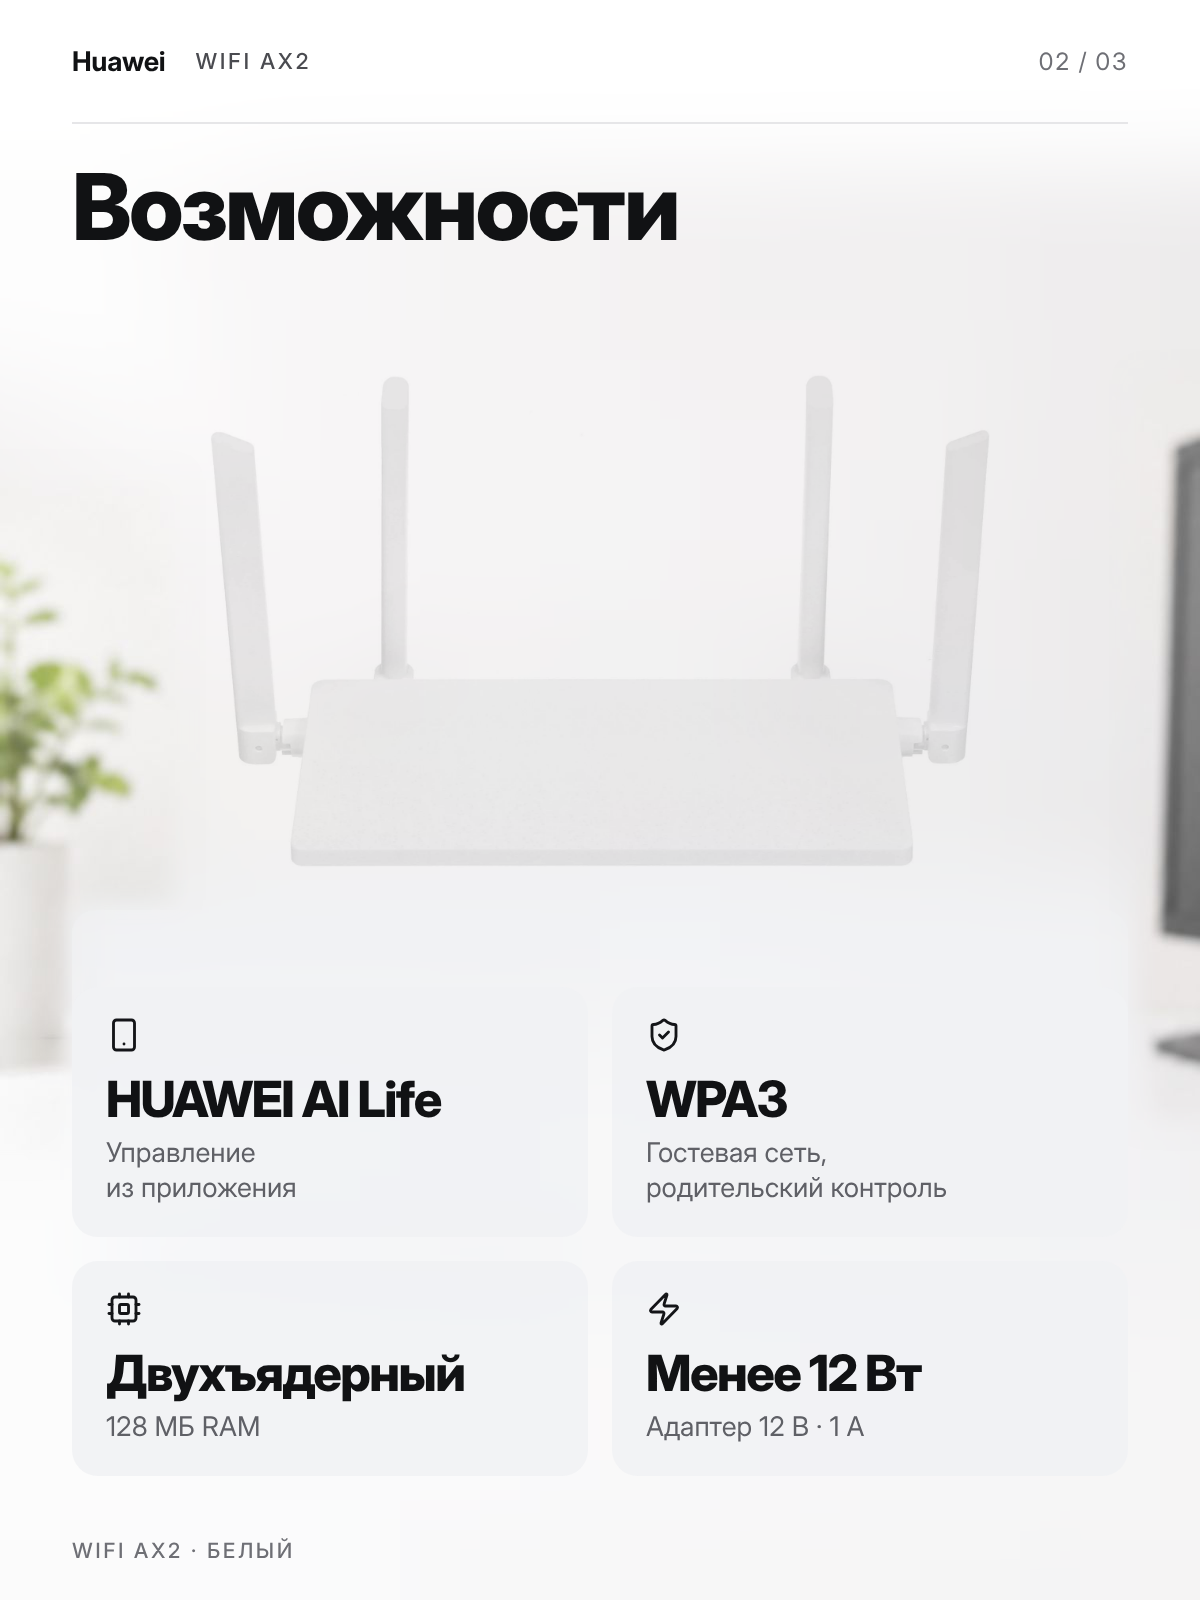 Huawei WIFI AX2 02 / 03
Возможности
HUAWEI AI Life
Управление
из приложения
WPA3
Гостевая сеть,
родительский контроль
Двухъядерный
128 МБ RAM
Менее 12 Вт
Адаптер 12 В · 1 А
WIFI AX2 · БЕЛЫЙ